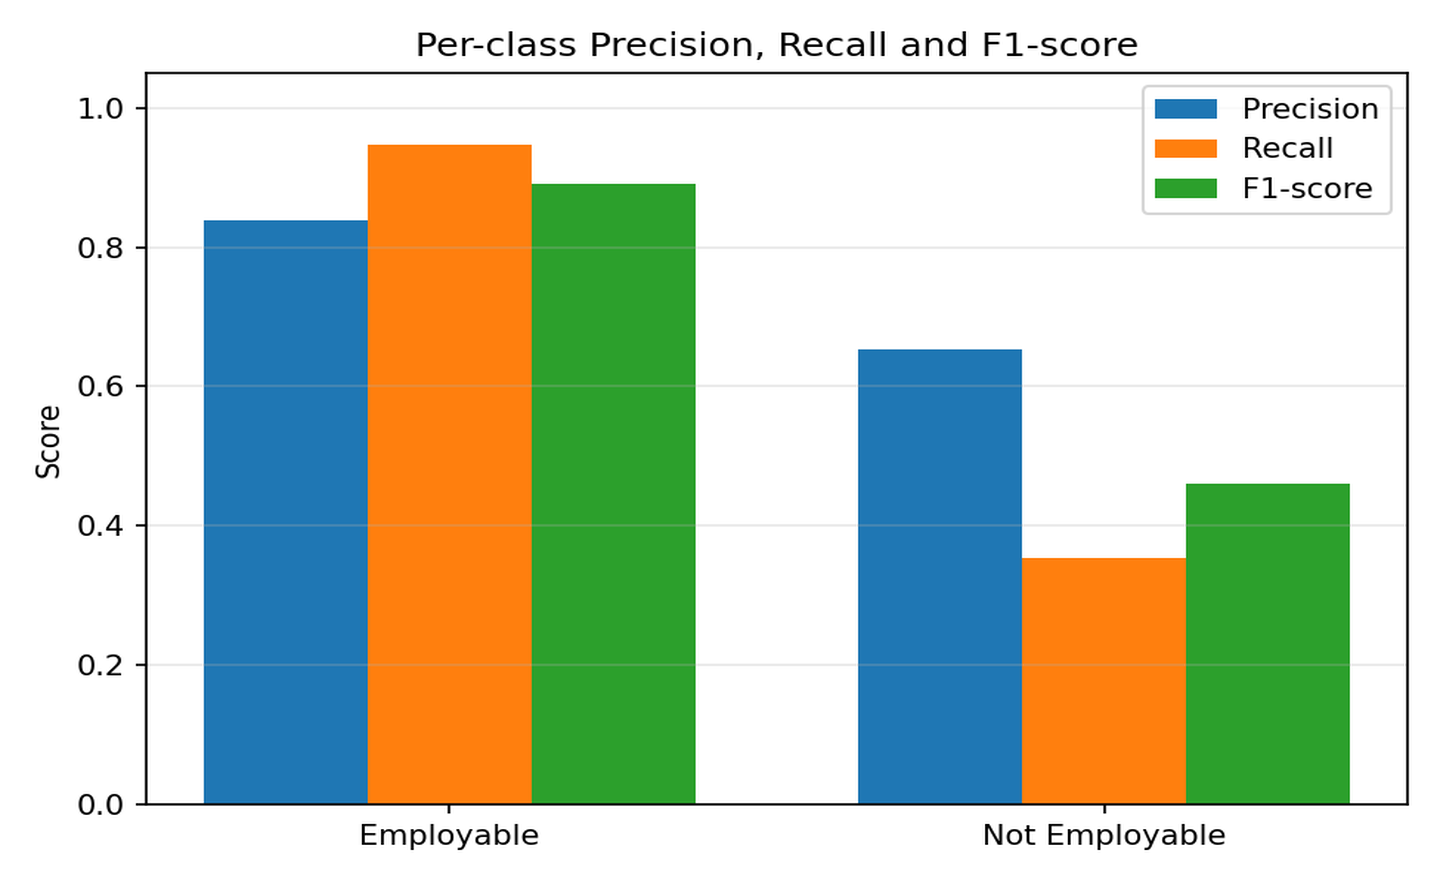 Per-class Precision, Recall and F1-score
Precision
Recall
F1-score
Score
1.0
0.8
0.6
0.4
0.2
0.0
Employable
Not Employable